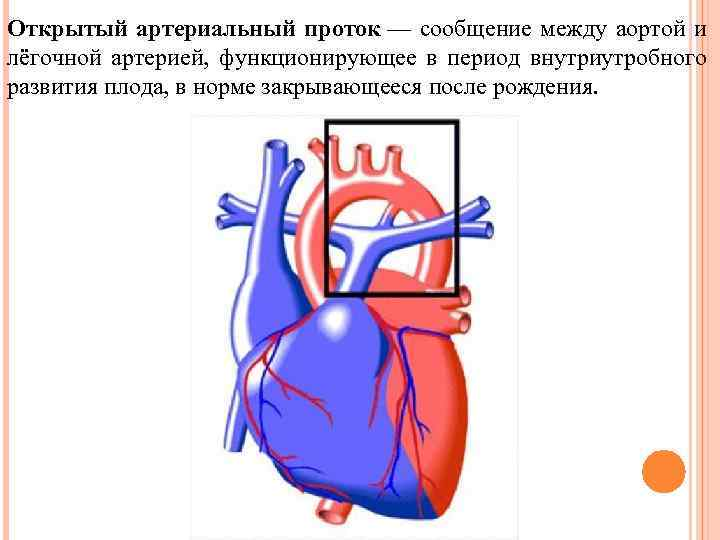 Открытый артериальный проток — сообщение между аортой и
лёгочной артерией, функционирующее в период внутриутробного
развития плода, в норме закрывающееся после рождения.